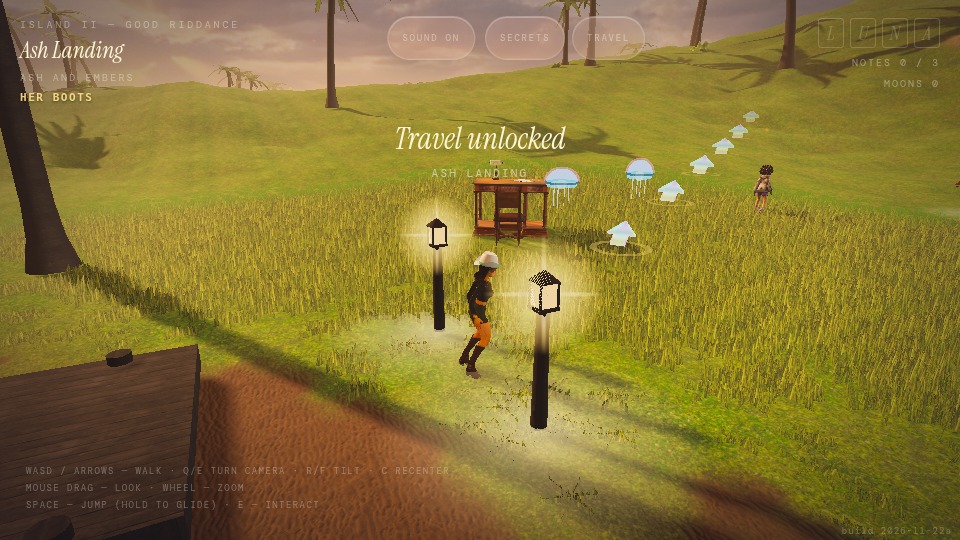 ISLAND II — GOOD RIDDANCE
Ash Landing
ASH AND EMBERS
HER BOOTS
SOUND ON
SECRETS
TRAVEL
L U N A
NOTES 0 / 3
MOONS 0
Travel unlocked
ASH LANDING
WASD / ARROWS — WALK · Q/E TURN CAMERA · R/F TILT · C RECENTER
MOUSE DRAG — LOOK · WHEEL — ZOOM
SPACE — JUMP (HOLD TO GLIDE) · E — INTERACT
build 2025-11-22a